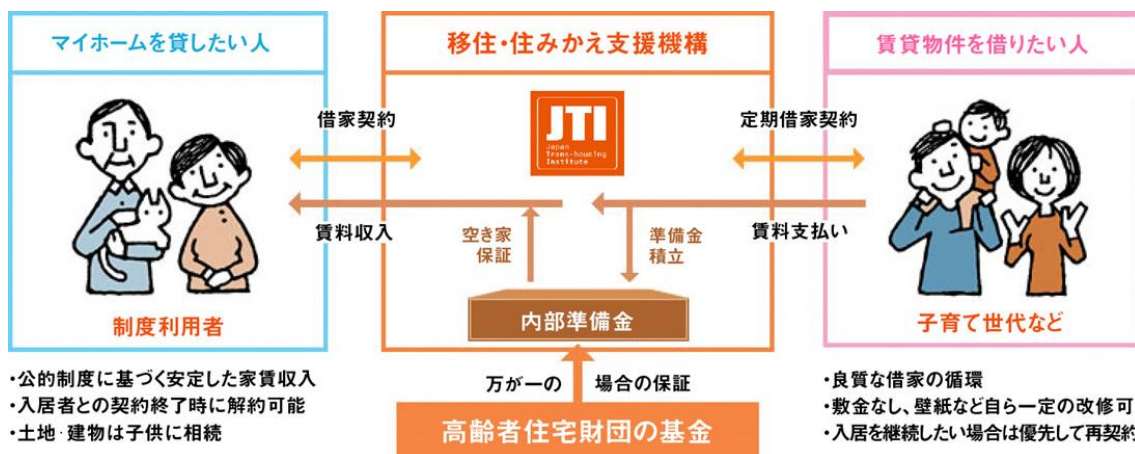 マイホームを貸したい人
移住・住みかえ支援機構
賃貸物件を借りたい人
借家契約
JTI
Japan
Trans-housing
Institute
定期借家契約
賃料収入
空き家
保証
準備金
積立
賃料支払い
内部準備金
制度利用者
子育て世代など
・公的制度に基づく安定した家賃収入
・入居者との契約終了時に解約可能
・土地・建物は子供に相続
万が一の 場合の保証
高齢者住宅財団の基金
・良質な借家の循環
・敷金なし、壁紙など自ら一定の改修可
・入居を継続したい場合は優先して再契約